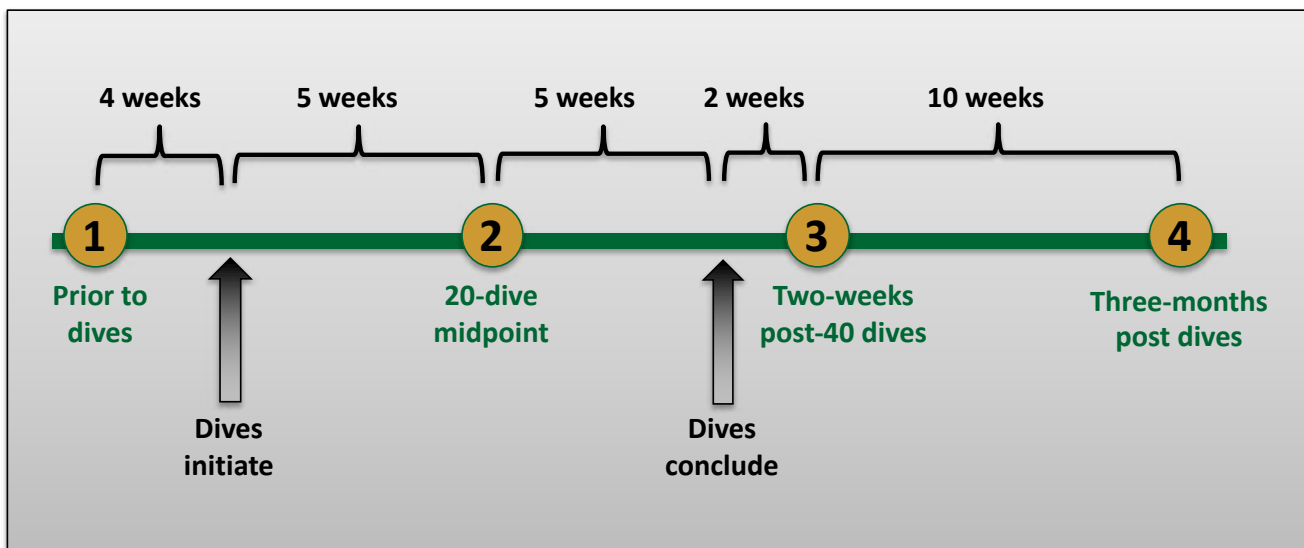 4 weeks
5 weeks
5 weeks
2 weeks
10 weeks
1
2
3
4
Prior to
dives
20-dive
midpoint
Two-weeks
post-40 dives
Three-months
post dives
Dives
initiate
Dives
conclude